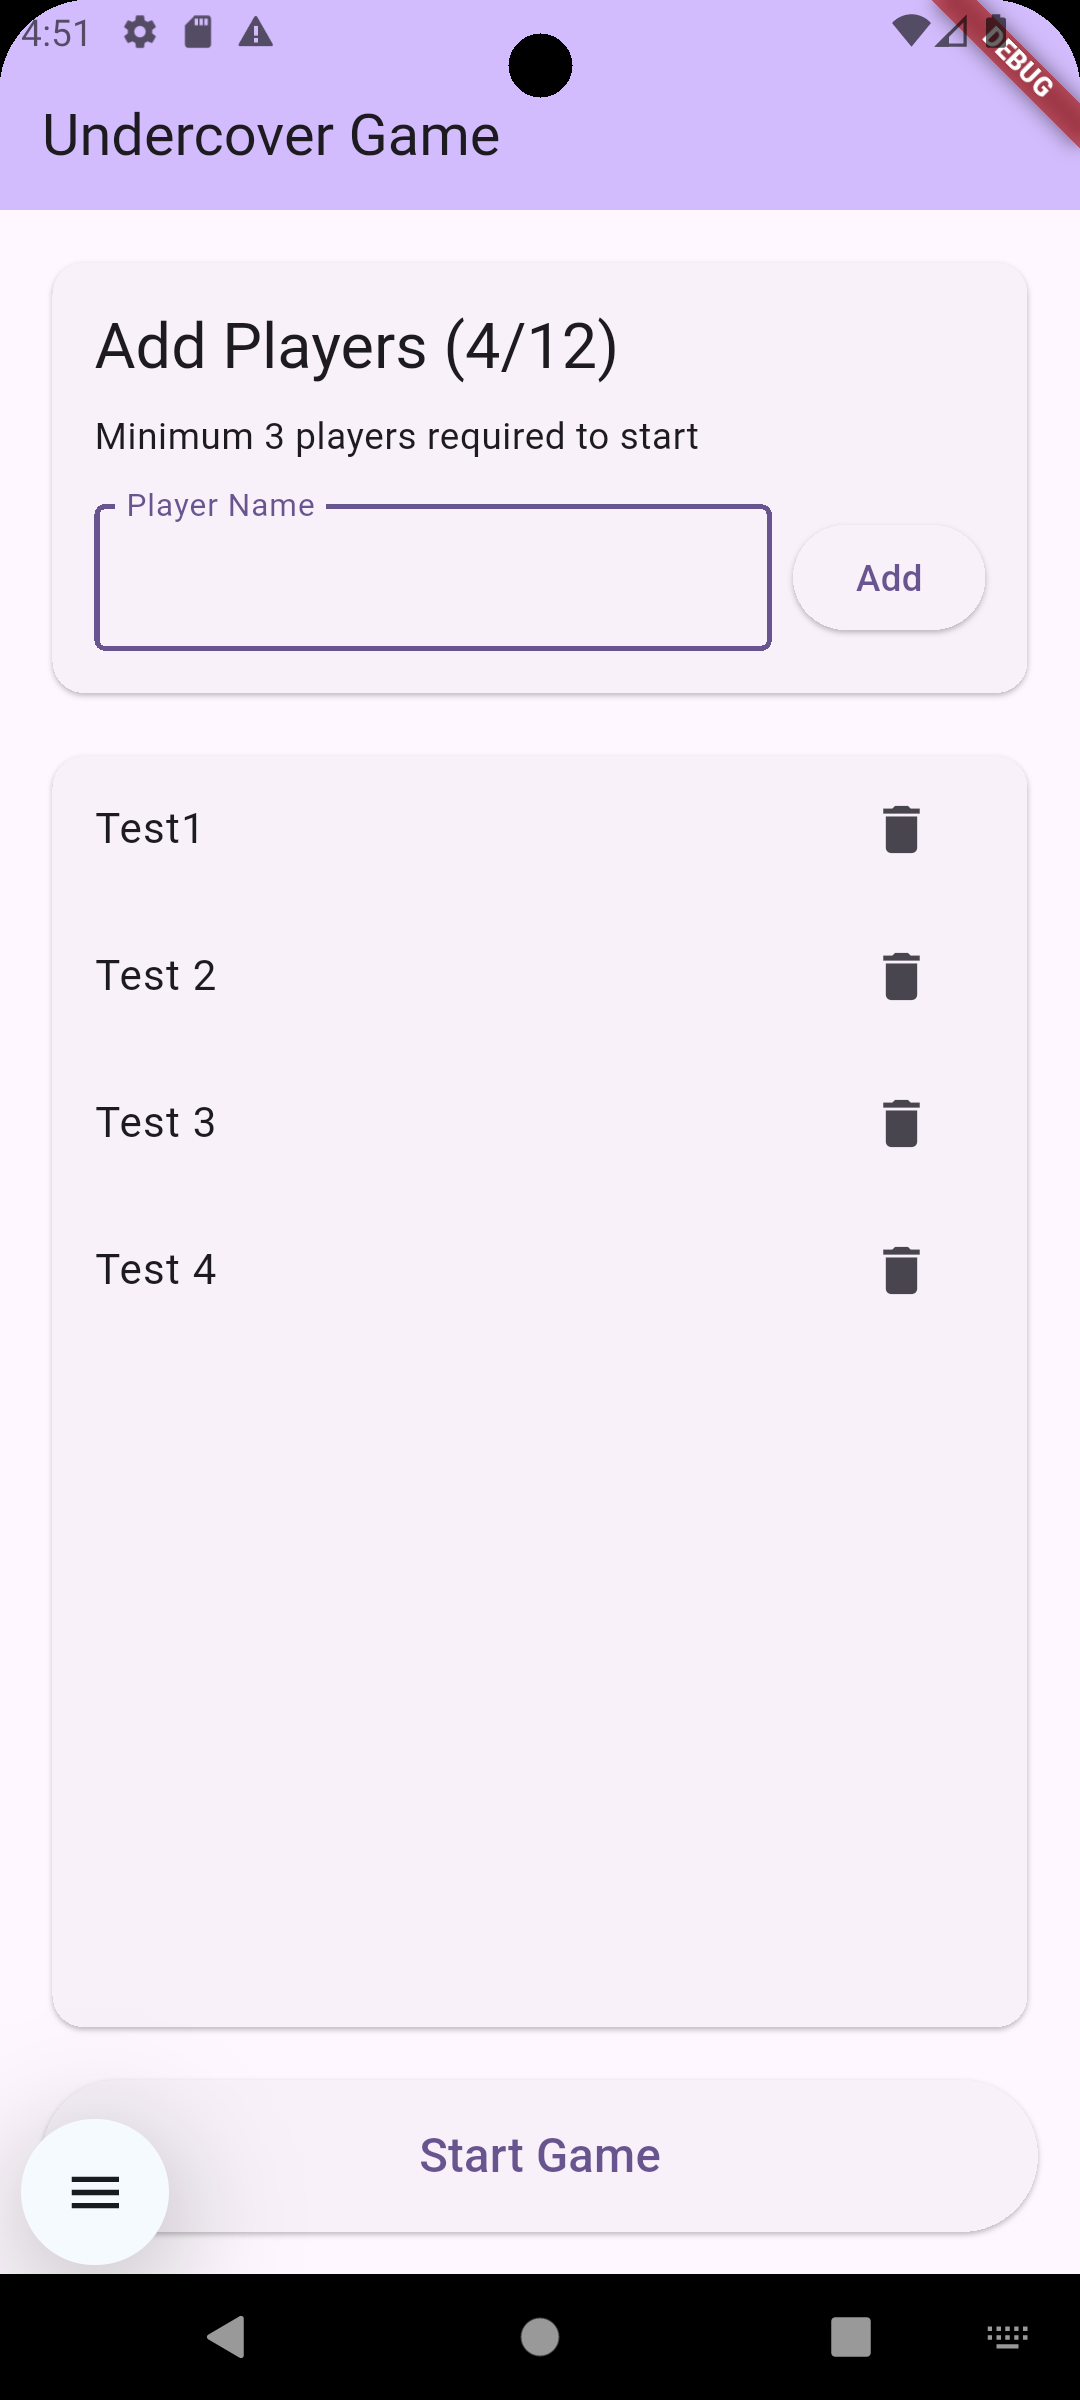 4:51
DEBUG
Undercover Game
Add Players (4/12)
Minimum 3 players required to start
Player Name
Add
Test1
Test 2
Test 3
Test 4
Start Game